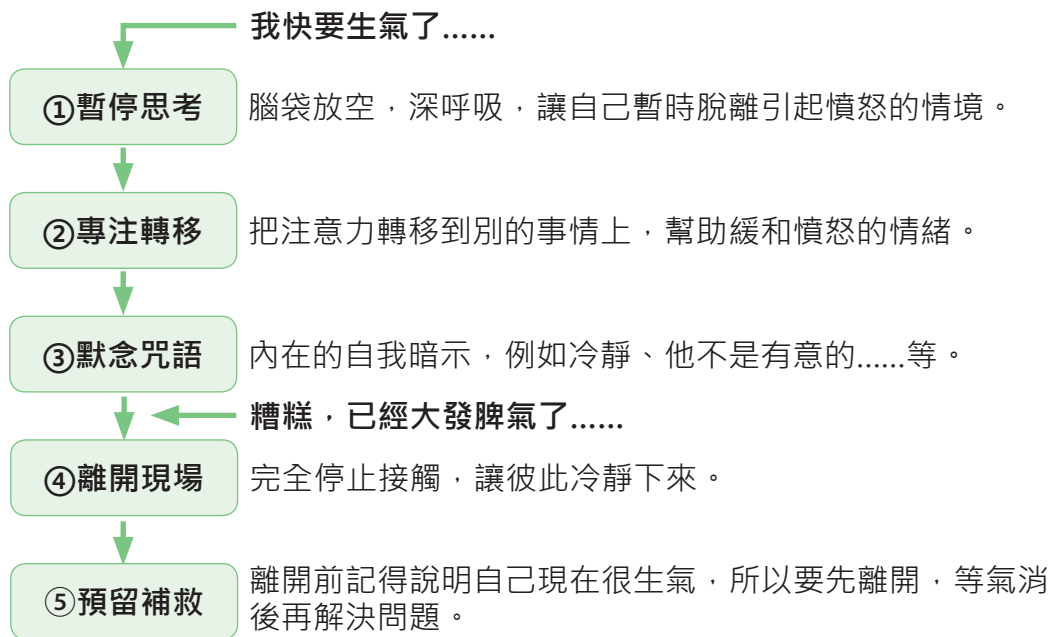 我快要生氣了......
①暫停思考
腦袋放空，深呼吸，讓自己暫時脫離引起憤怒的情境。
②專注轉移
把注意力轉移到別的事情上，幫助緩和憤怒的情緒。
③默念咒語
內在的自我暗示，例如冷靜、他不是有意的......等。
糟糕，已經大發脾氣了......
④離開現場
完全停止接觸，讓彼此冷靜下來。
⑤預留補救
離開前記得說明自己現在很生氣，所以要先離開，等氣消
後再解決問題。